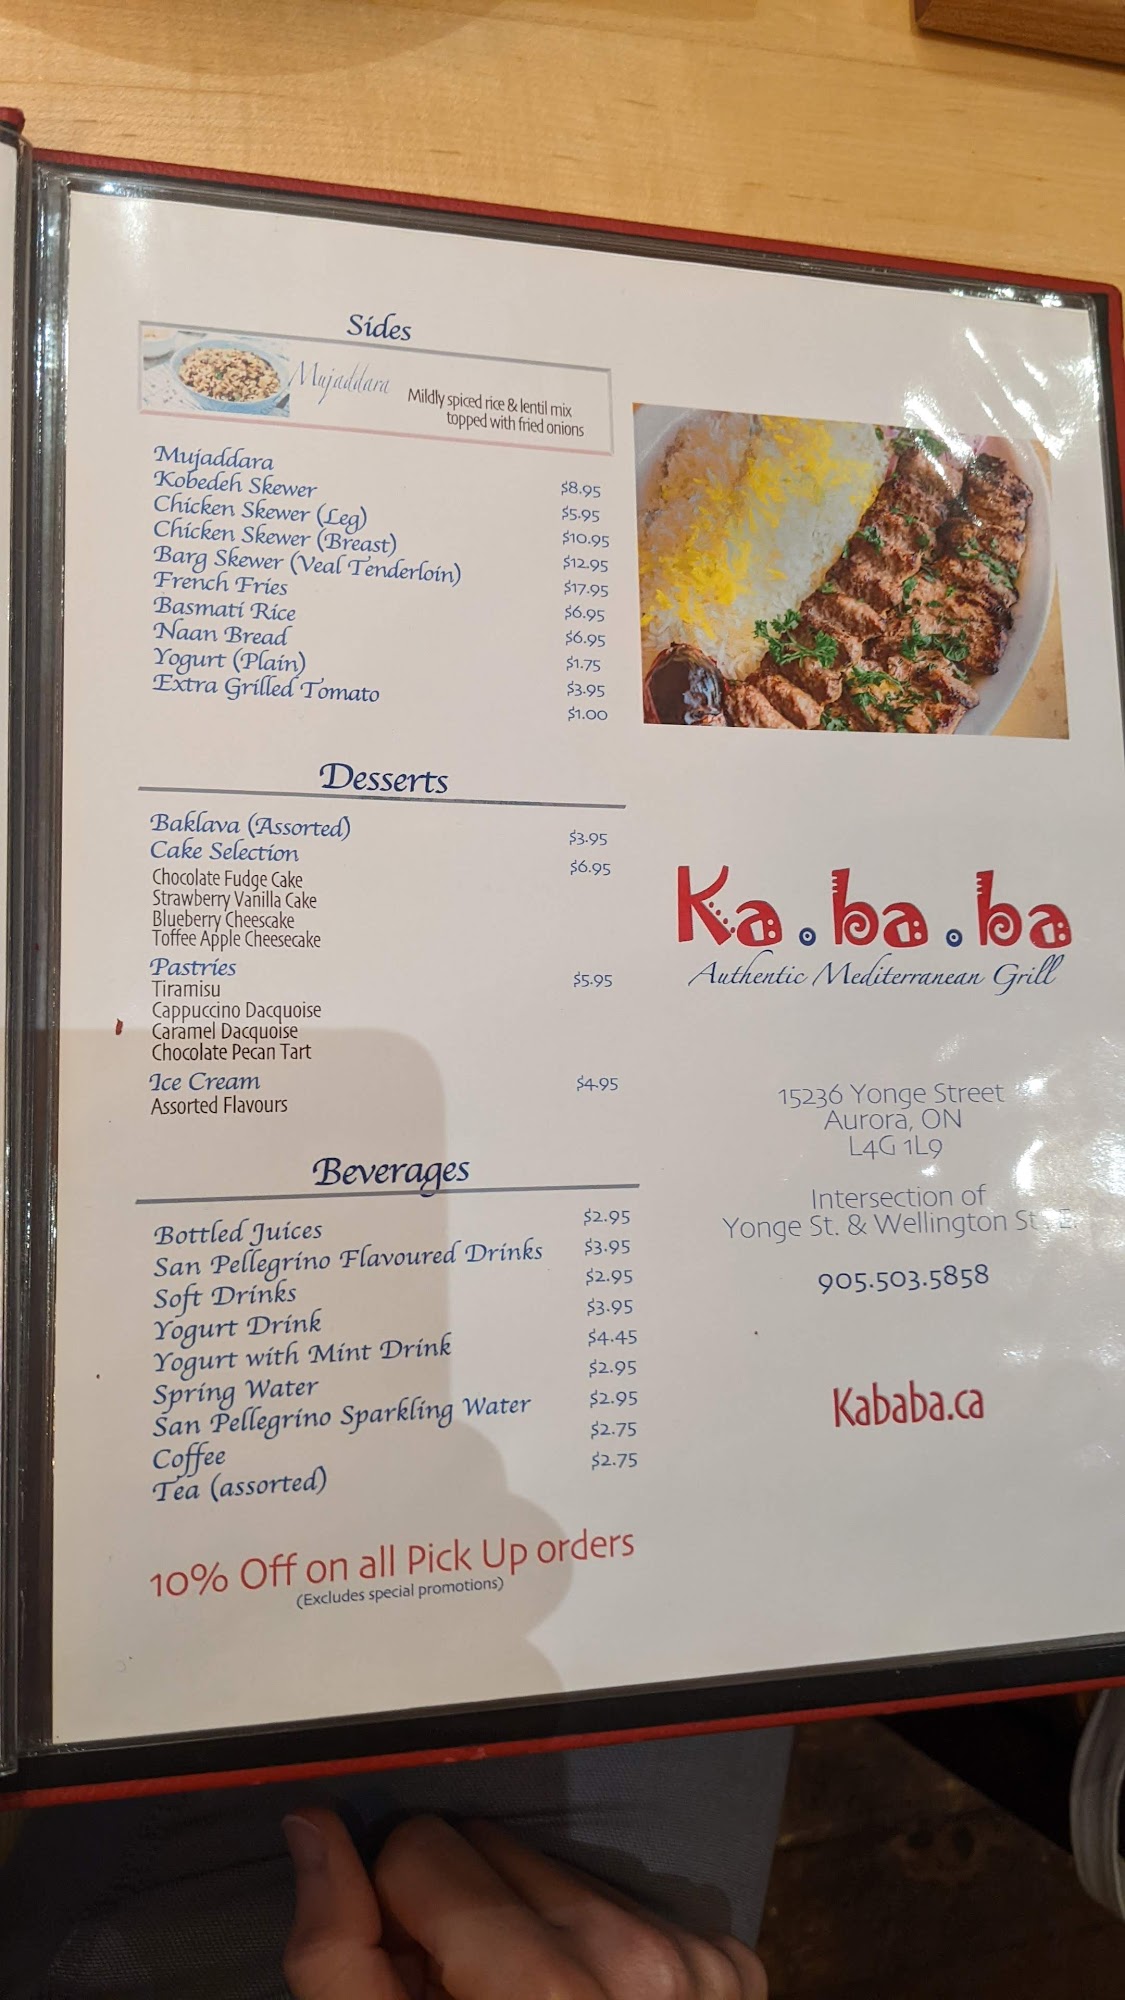 Sides
Mujaddara
Mildly spiced rice & lentil mix
topped with fried onions
Mujaddara $8.95
Kobedeh Skewer $5.95
Chicken Skewer (Leg) $10.95
Chicken Skewer (Breast) $12.95
Barg Skewer (Veal Tenderloin) $17.95
French Fries $6.95
Basmati Rice $6.95
Naan Bread $1.75
Yogurt (Plain) $3.95
Extra Grilled Tomato $1.00
Desserts
Baklava (Assorted) $3.95
Cake Selection $6.95
Chocolate Fudge Cake
Strawberry Vanilla Cake
Blueberry Cheescake
Toffee Apple Cheesecake
Pastries $5.95
Tiramisu
Cappuccino Dacquoise
Caramel Dacquoise
Chocolate Pecan Tart
Ice Cream $4.95
Assorted Flavours
Beverages
Bottled Juices $2.95
San Pellegrino Flavoured Drinks $3.95
Soft Drinks $2.95
Yogurt Drink $3.95
Yogurt with Mint Drink $4.45
Spring Water $2.95
San Pellegrino Sparkling Water $2.95
Coffee $2.75
Tea (assorted) $2.75
10% Off on all Pick Up orders
(Excludes special promotions)
Ka.ba.ba
Authentic Mediterranean Grill
15236 Yonge Street
Aurora, ON
L4G 1L9
Intersection of
Yonge St. & Wellington St. E.
905.503.5858
Kababa.ca